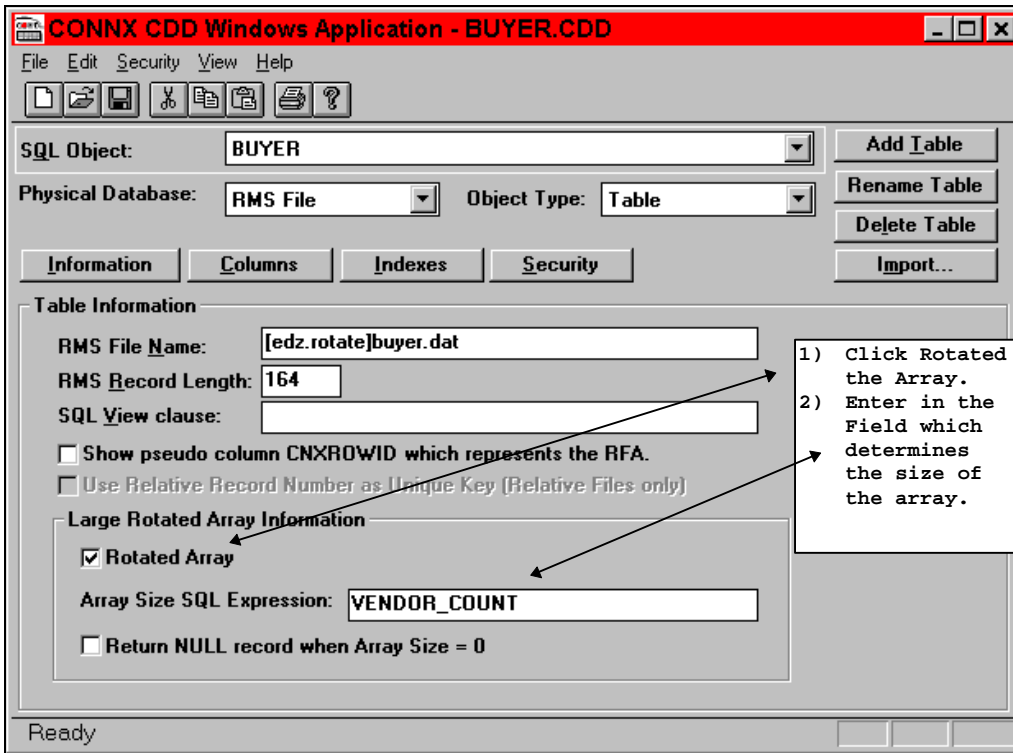 CONNX CDD Windows Application - BUYER.CDD
File Edit Security View Help
SQL Object: BUYER
Add Table
Physical Database: RMS File Object Type: Table
Rename Table
Delete Table
Information Columns Indexes Security
Import...
Table Information
RMS File Name: [edz.rotate]buyer.dat
RMS Record Length: 164
SQL View clause:
Show pseudo column CNXROWID which represents the RFA.
Use Relative Record Number as Unique Key (Relative Files only)
Large Rotated Array Information
Rotated Array
Array Size SQL Expression: VENDOR_COUNT
Return NULL record when Array Size = 0
1) Click Rotated
the Array.
2) Enter in the
Field which
determines
the size of
the array.
Ready